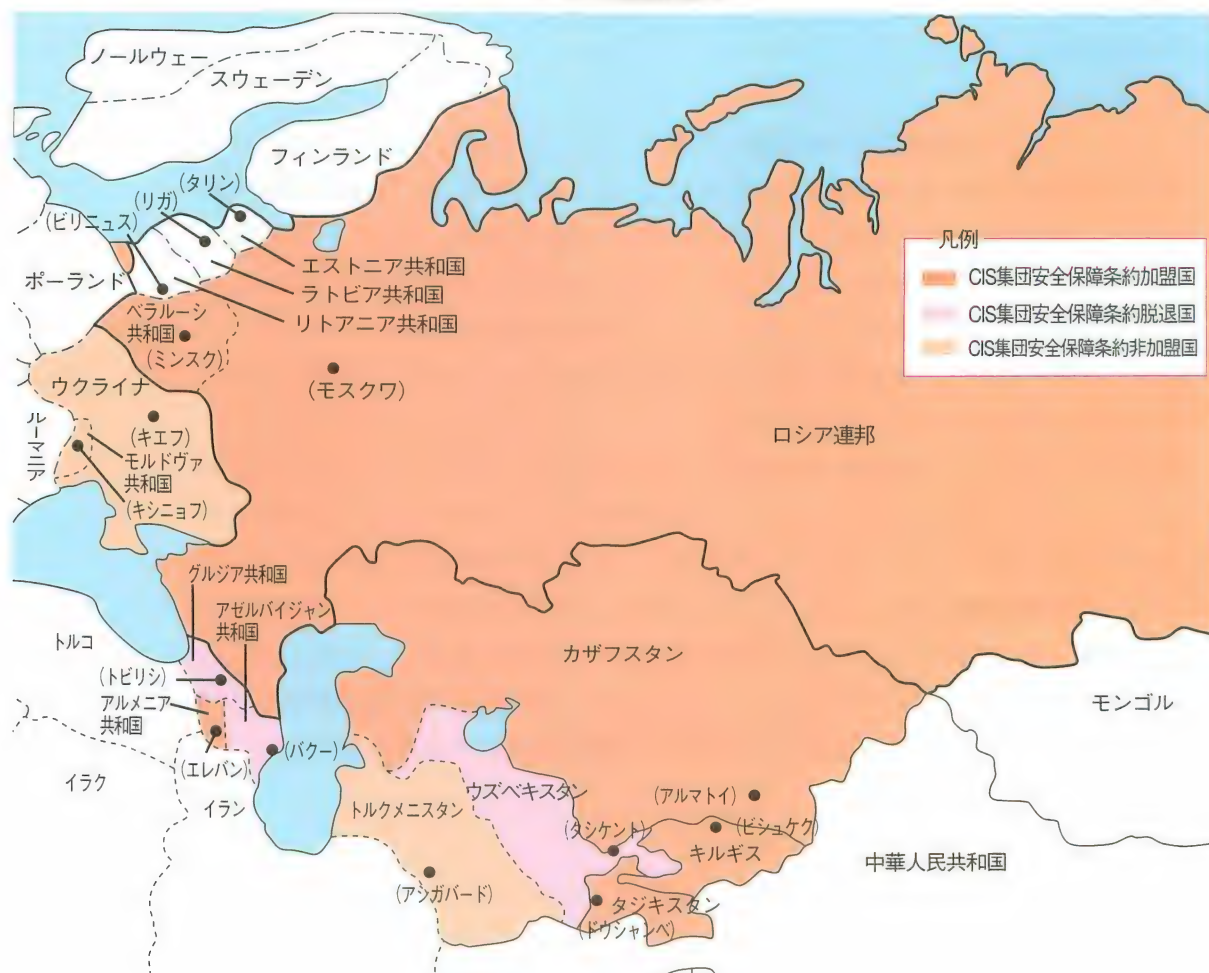 ノールウェー
スウェーデン
フィンランド
(タリン)
(リガ)
(ビリニュス)
ポーランド
エストニア共和国
ラトビア共和国
リトアニア共和国
ベラルーシ
共和国
(ミンスク)
(モスクワ)
凡例
CIS集団安全保障条約加盟国
CIS集団安全保障条約脱退国
CIS集団安全保障条約非加盟国
ウクライナ
(キエフ)
ルーマニア
モルドヴァ
共和国
(キシニョフ)
ロシア連邦
グルジア共和国
アゼルバイジャン
共和国
トルコ
カザフスタン
(トビリシ)
アルメニア
共和国
モンゴル
(エレバン)
(バクー)
イラク
イラン
トルクメニスタン
ウズベキスタン
(アルマトイ)
(タシケント)
(ビシュケク)
キルギス
中華人民共和国
(アシガバード)
タジキスタン
(ドウシャンベ)